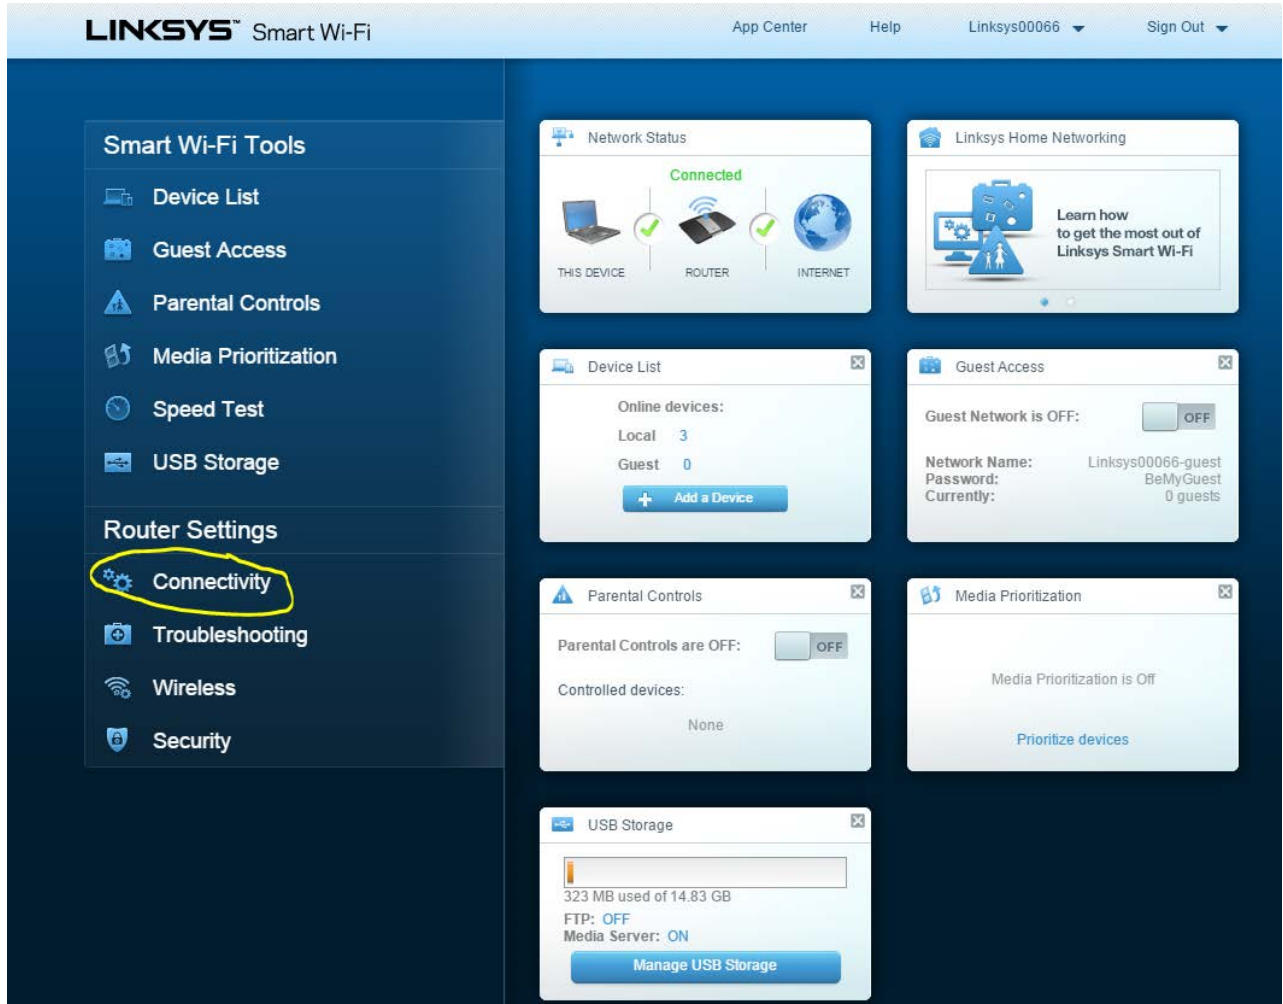 LINKSYS™ Smart Wi-Fi
App Center Help Linksys00066 Sign Out
Smart Wi-Fi Tools
Device List
Guest Access
Parental Controls
Media Prioritization
Speed Test
USB Storage
Router Settings
Connectivity
Troubleshooting
Wireless
Security
Network Status
Connected
THIS DEVICE ROUTER INTERNET
Linksys Home Networking
Learn how
to get the most out of
Linksys Smart Wi-Fi
Device List
Online devices:
Local 3
Guest 0
Add a Device
Guest Access
Guest Network is OFF: OFF
Network Name: Linksys00066-guest
Password: BeMyGuest
Currently: 0 guests
Parental Controls
Parental Controls are OFF: OFF
Controlled devices:
None
Media Prioritization
Media Prioritization is Off
Prioritize devices
USB Storage
323 MB used of 14.83 GB
FTP: OFF
Media Server: ON
Manage USB Storage